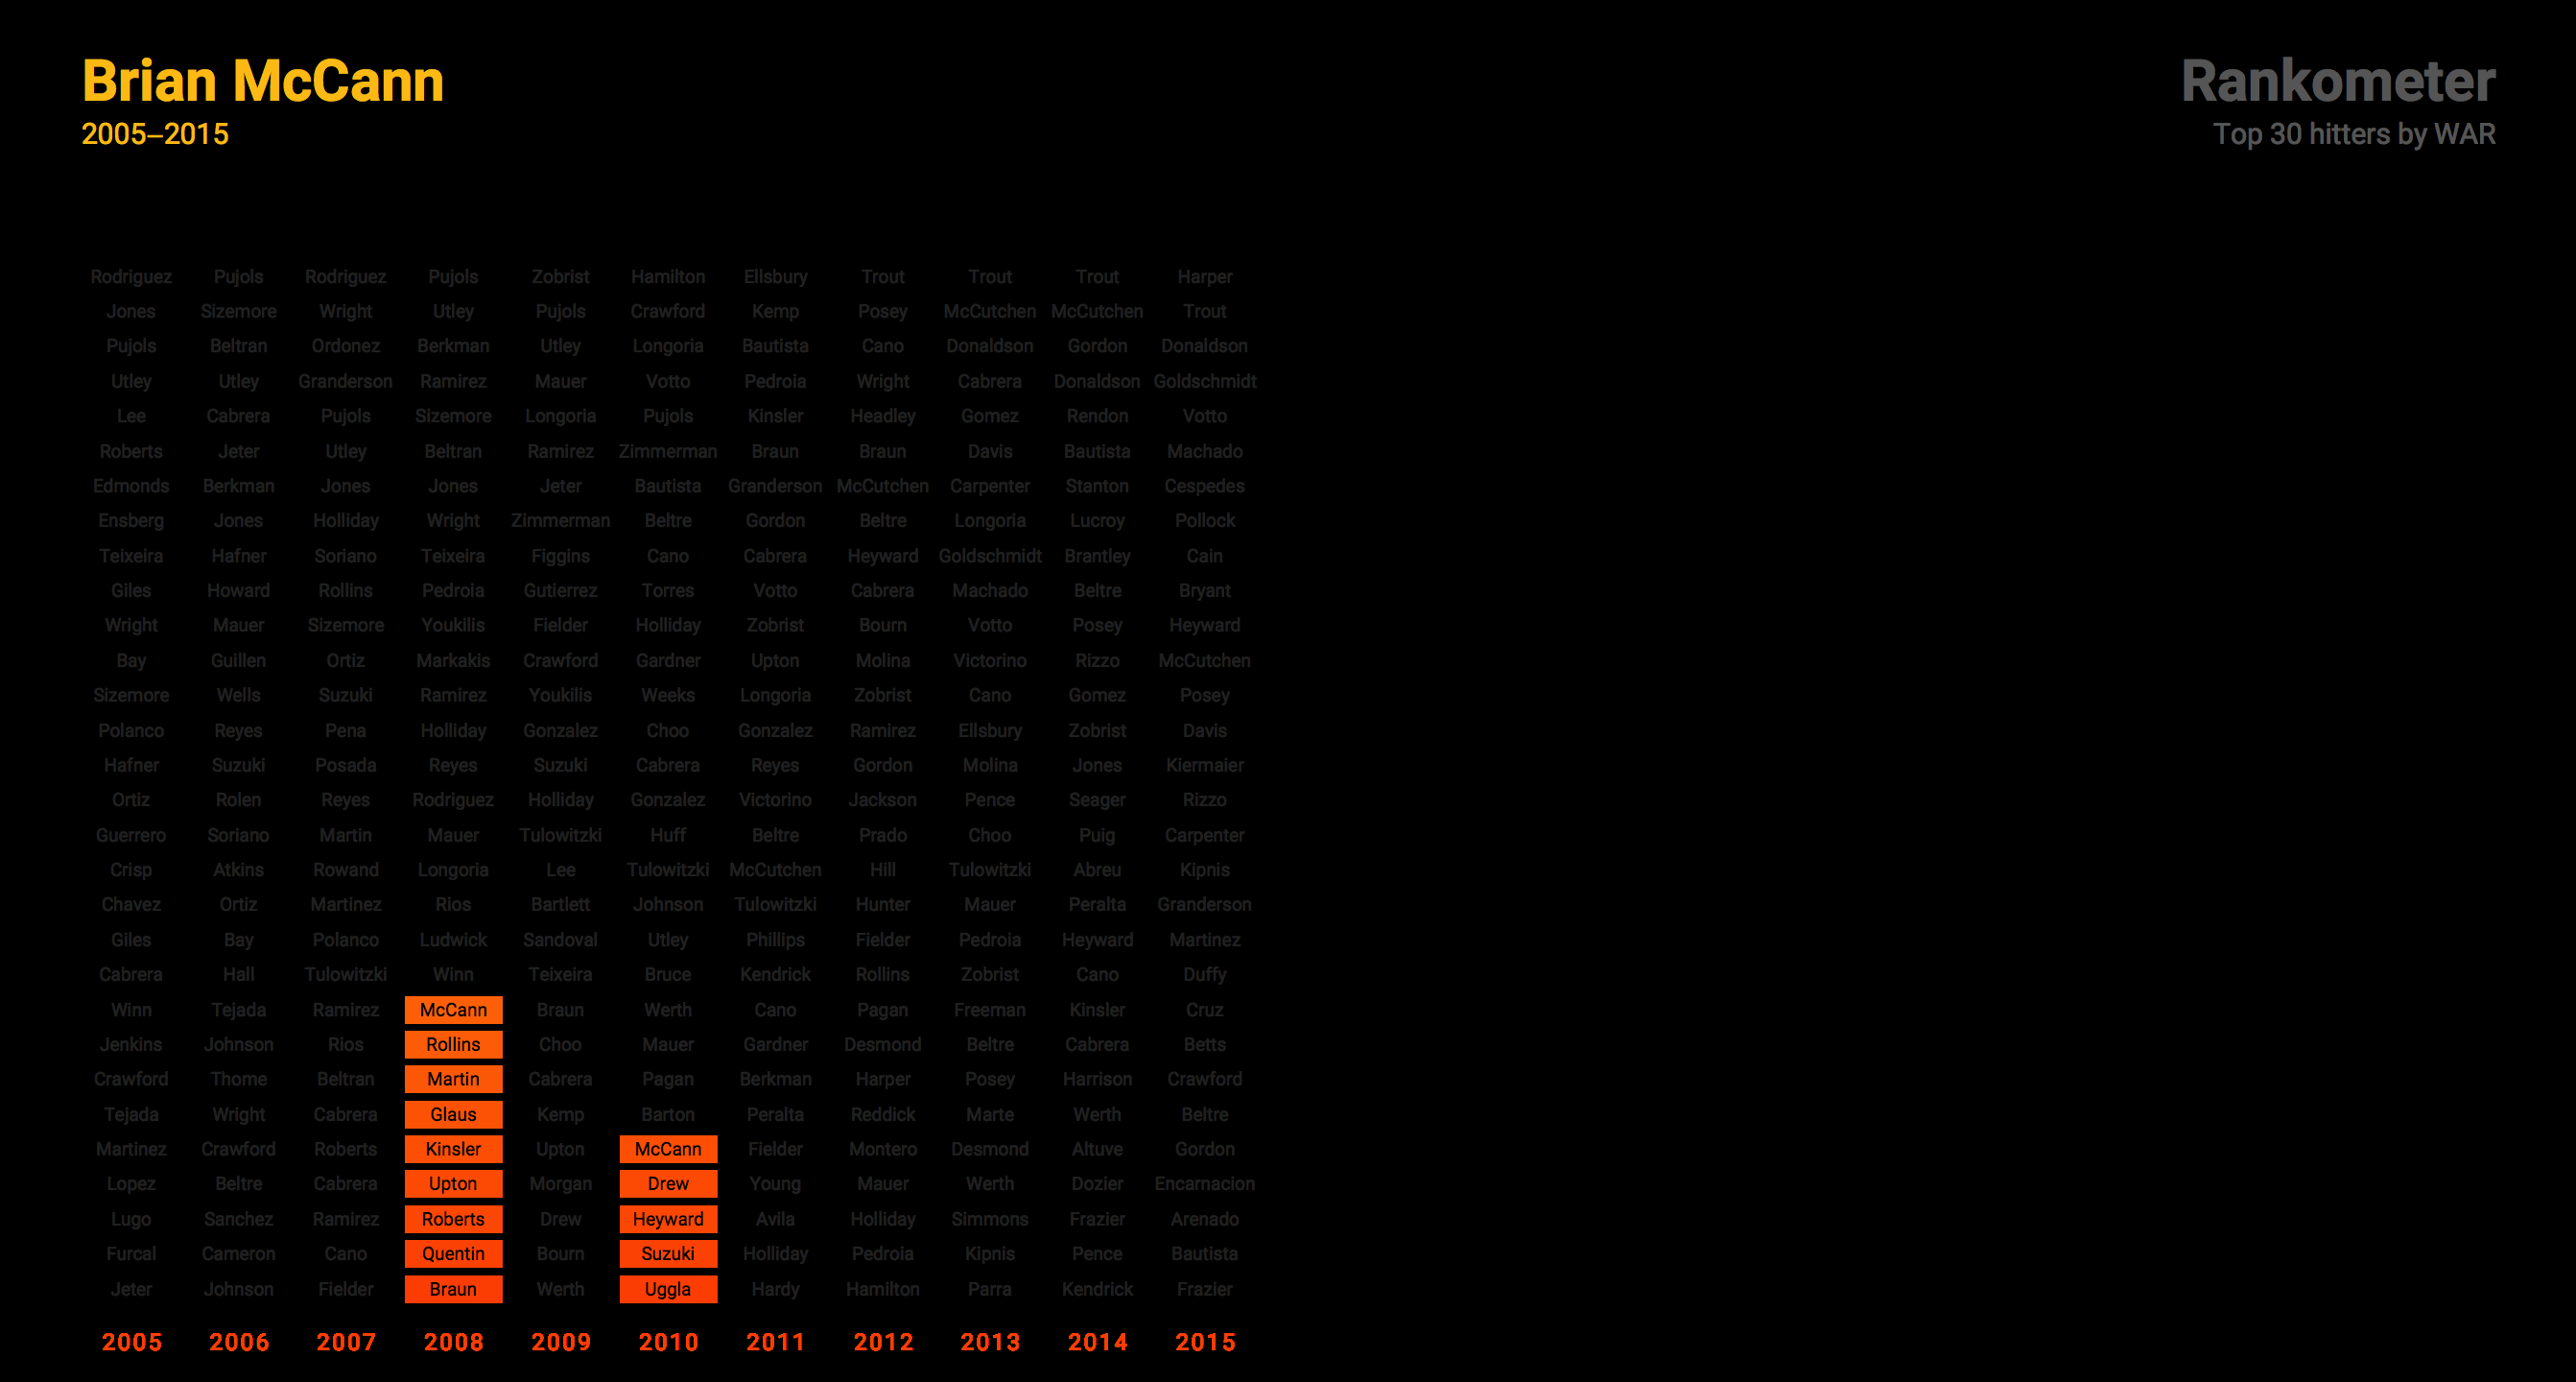 Brian McCann
2005–2015
Rankometer
Top 30 hitters by WAR
Rodriguez Pujols Rodriguez Pujols Zobrist Hamilton Ellsbury Trout Trout Trout Harper
Jones Sizemore Wright Utley Pujols Crawford Kemp Posey McCutchen McCutchen Trout
Pujols Beltran Ordonez Berkman Utley Longoria Bautista Cano Donaldson Gordon Donaldson
Utley Utley Granderson Ramirez Mauer Votto Pedroia Wright Cabrera Donaldson Goldschmidt
Lee Cabrera Pujols Sizemore Longoria Pujols Kinsler Headley Gomez Rendon Votto
Roberts Jeter Utley Beltran Ramirez Zimmerman Braun Braun Davis Bautista Machado
Edmonds Berkman Jones Jones Jeter Bautista Granderson McCutchen Carpenter Stanton Cespedes
Ensberg Jones Holliday Wright Zimmerman Beltre Gordon Beltre Longoria Lucroy Pollock
Teixeira Hafner Soriano Teixeira Figgins Cano Cabrera Heyward Goldschmidt Brantley Cain
Giles Howard Rollins Pedroia Gutierrez Torres Votto Cabrera Machado Beltre Bryant
Wright Mauer Sizemore Youkilis Fielder Holliday Zobrist Bourn Votto Posey Heyward
Bay Guillen Ortiz Markakis Crawford Gardner Upton Molina Victorino Rizzo McCutchen
Sizemore Wells Suzuki Ramirez Youkilis Weeks Longoria Zobrist Cano Gomez Posey
Polanco Reyes Pena Holliday Gonzalez Choo Gonzalez Ramirez Ellsbury Zobrist Davis
Hafner Suzuki Posada Reyes Suzuki Cabrera Reyes Gordon Molina Jones Kiermaier
Ortiz Rolen Reyes Rodriguez Holliday Gonzalez Victorino Jackson Pence Seager Rizzo
Guerrero Soriano Martin Mauer Tulowitzki Huff Beltre Prado Choo Puig Carpenter
Crisp Atkins Rowand Longoria Lee Tulowitzki McCutchen Hill Tulowitzki Abreu Kipnis
Chavez Ortiz Martinez Rios Bartlett Johnson Tulowitzki Hunter Mauer Peralta Granderson
Giles Bay Polanco Ludwick Sandoval Utley Phillips Fielder Pedroia Heyward Martinez
Cabrera Hall Tulowitzki Winn Teixeira Bruce Kendrick Rollins Zobrist Cano Duffy
Winn Tejada Ramirez McCann Braun Werth Cano Pagan Freeman Kinsler Cruz
Jenkins Johnson Rios Rollins Choo Mauer Gardner Desmond Beltre Cabrera Betts
Crawford Thome Beltran Martin Cabrera Pagan Berkman Harper Posey Harrison Crawford
Tejada Wright Cabrera Glaus Kemp Barton Peralta Reddick Marte Werth Beltre
Martinez Crawford Roberts Kinsler Upton McCann Fielder Montero Desmond Altuve Gordon
Lopez Beltre Cabrera Upton Morgan Drew Young Mauer Werth Dozier Encarnacion
Lugo Sanchez Ramirez Roberts Drew Heyward Avila Holliday Simmons Frazier Arenado
Furcal Cameron Cano Quentin Bourn Suzuki Holliday Pedroia Kipnis Pence Bautista
Jeter Johnson Fielder Braun Werth Uggla Hardy Hamilton Parra Kendrick Frazier
2005 2006 2007 2008 2009 2010 2011 2012 2013 2014 2015